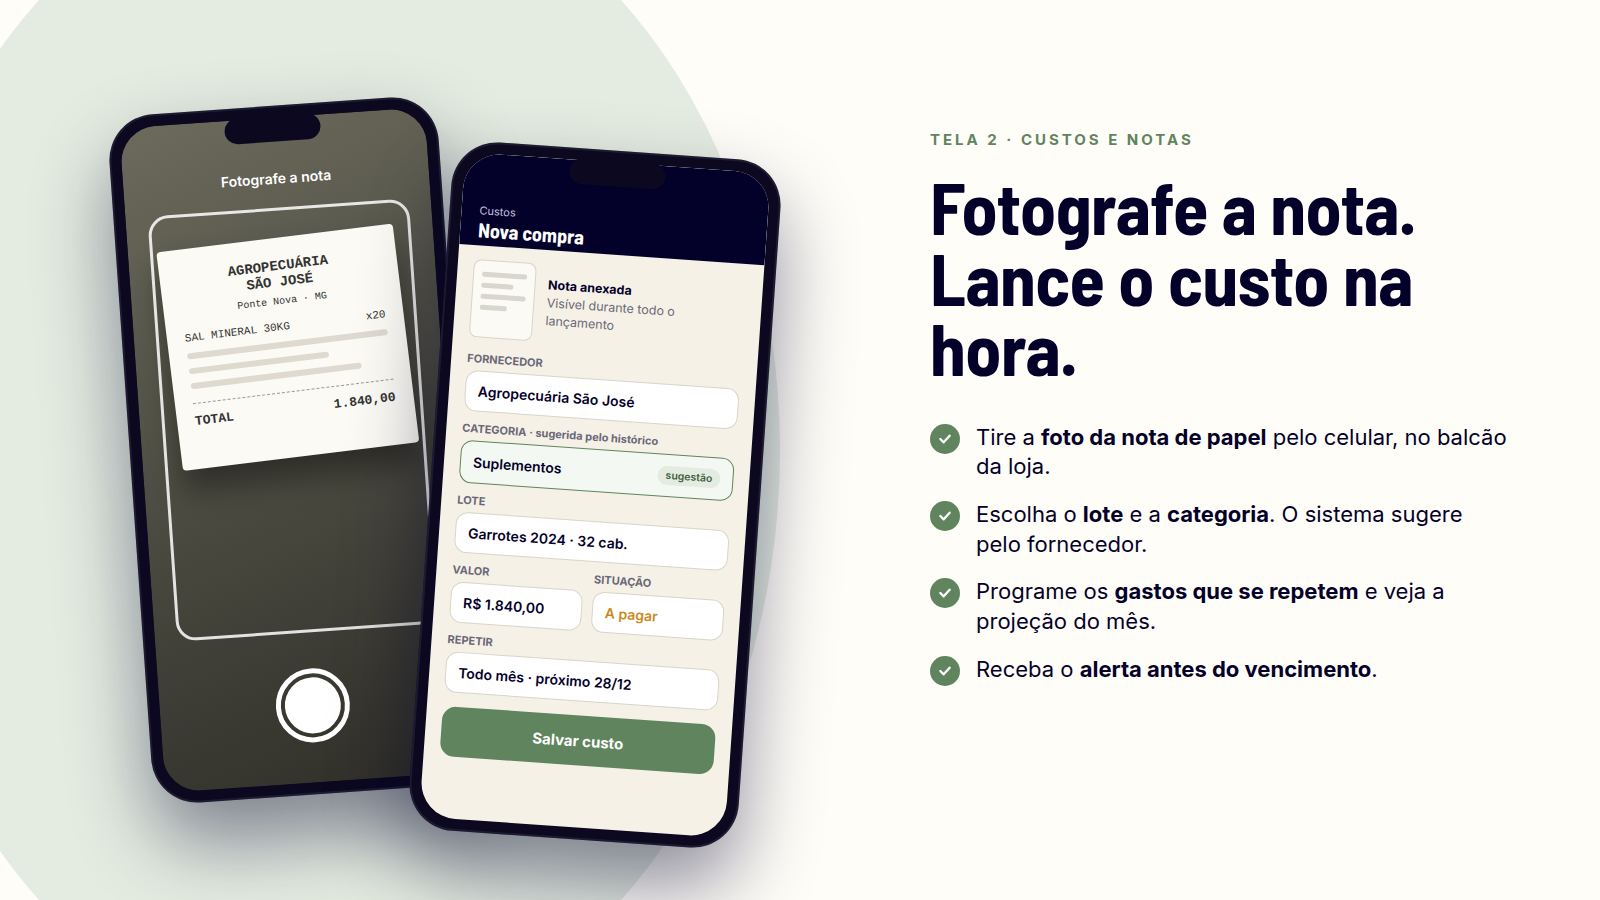 Fotografe a nota
AGROPECUÁRIA
SÃO JOSÉ
Ponte Nova · MG
SAL MINERAL 30KG x20
TOTAL 1.840,00
Custos
Nova compra
Nota anexada
Visível durante todo o
lançamento
FORNECEDOR
Agropecuária São José
CATEGORIA · sugerida pelo histórico
Suplementos sugestão
LOTE
Garrotes 2024 · 32 cab.
VALOR SITUAÇÃO
R$ 1.840,00 A pagar
REPETIR
Todo mês · próximo 28/12
Salvar custo
TELA 2 · CUSTOS E NOTAS
Fotografe a nota.
Lance o custo na
hora.
Tire a foto da nota de papel pelo celular, no balcão
da loja.
Escolha o lote e a categoria. O sistema sugere
pelo fornecedor.
Programe os gastos que se repetem e veja a
projeção do mês.
Receba o alerta antes do vencimento.